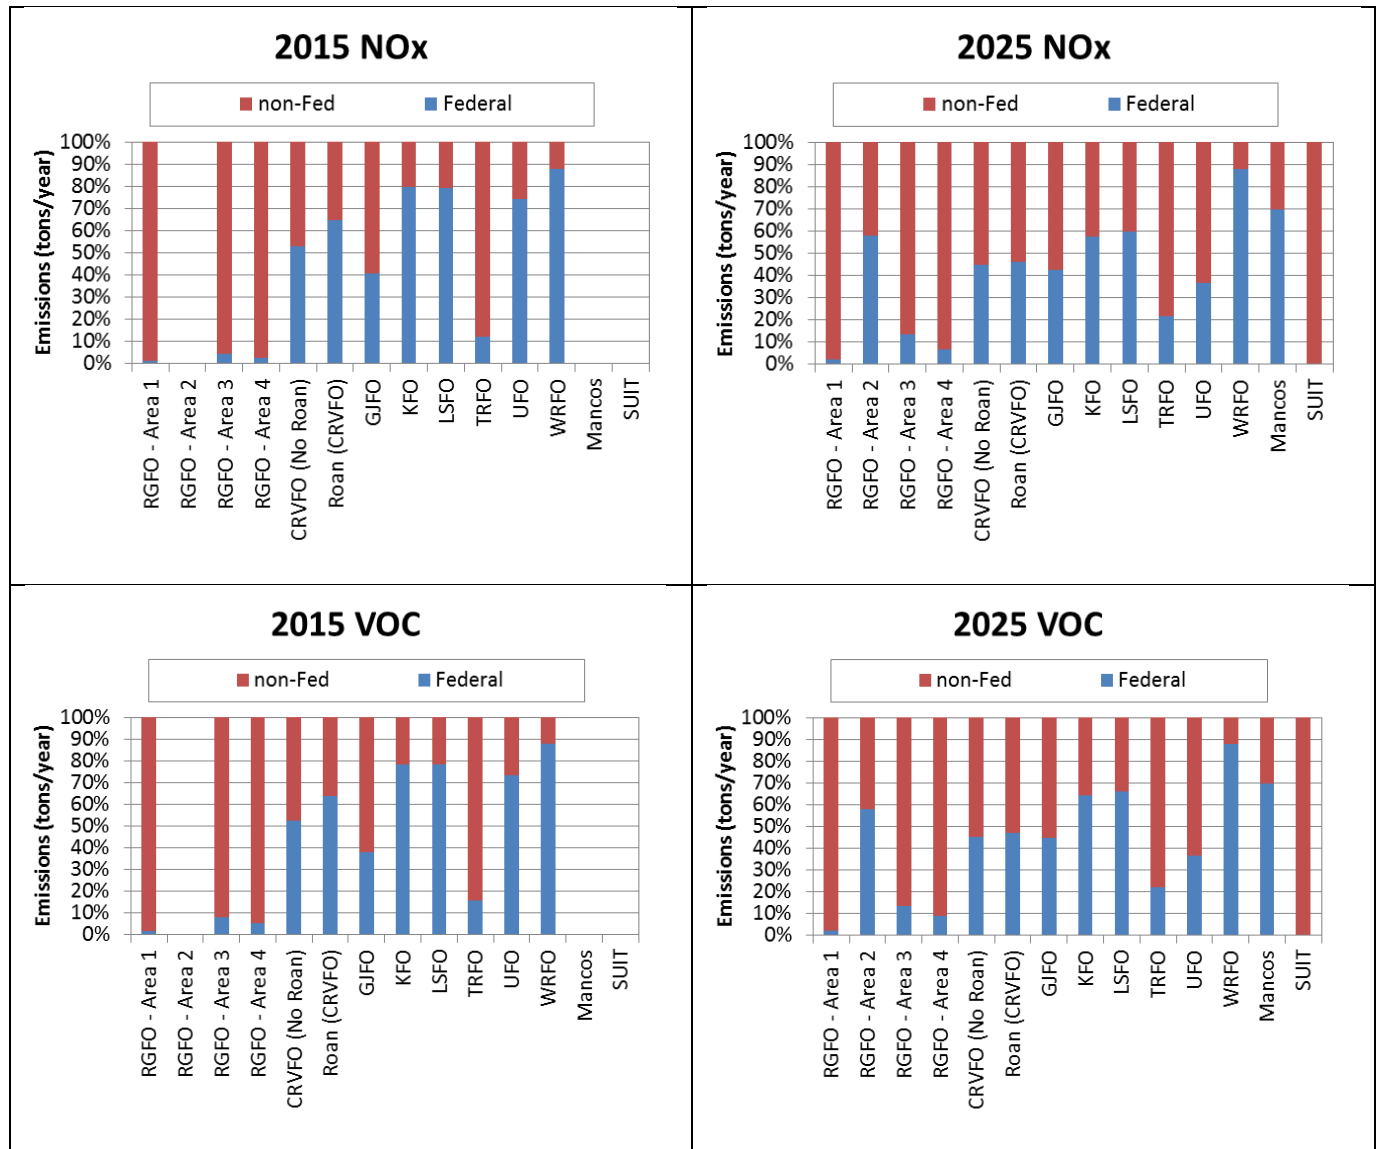 2015 NOx
non-Fed Federal
Emissions (tons/year)
100%
90%
80%
70%
60%
50%
40%
30%
20%
10%
0%
RGFO - Area 1
RGFO - Area 2
RGFO - Area 3
RGFO - Area 4
CRVFO (No Roan)
Roan (CRVFO)
GJFO
KFO
LSFO
TRFO
UFO
WRFO
Mancos
SUIT
2025 NOx
non-Fed Federal
Emissions (tons/year)
100%
90%
80%
70%
60%
50%
40%
30%
20%
10%
0%
RGFO - Area 1
RGFO - Area 2
RGFO - Area 3
RGFO - Area 4
CRVFO (No Roan)
Roan (CRVFO)
GJFO
KFO
LSFO
TRFO
UFO
WRFO
Mancos
SUIT
2015 VOC
non-Fed Federal
Emissions (tons/year)
100%
90%
80%
70%
60%
50%
40%
30%
20%
10%
0%
RGFO - Area 1
RGFO - Area 2
RGFO - Area 3
RGFO - Area 4
CRVFO (No Roan)
Roan (CRVFO)
GJFO
KFO
LSFO
TRFO
UFO
WRFO
Mancos
SUIT
2025 VOC
non-Fed Federal
Emissions (tons/year)
100%
90%
80%
70%
60%
50%
40%
30%
20%
10%
0%
RGFO - Area 1
RGFO - Area 2
RGFO - Area 3
RGFO - Area 4
CRVFO (No Roan)
Roan (CRVFO)
GJFO
KFO
LSFO
TRFO
UFO
WRFO
Mancos
SUIT